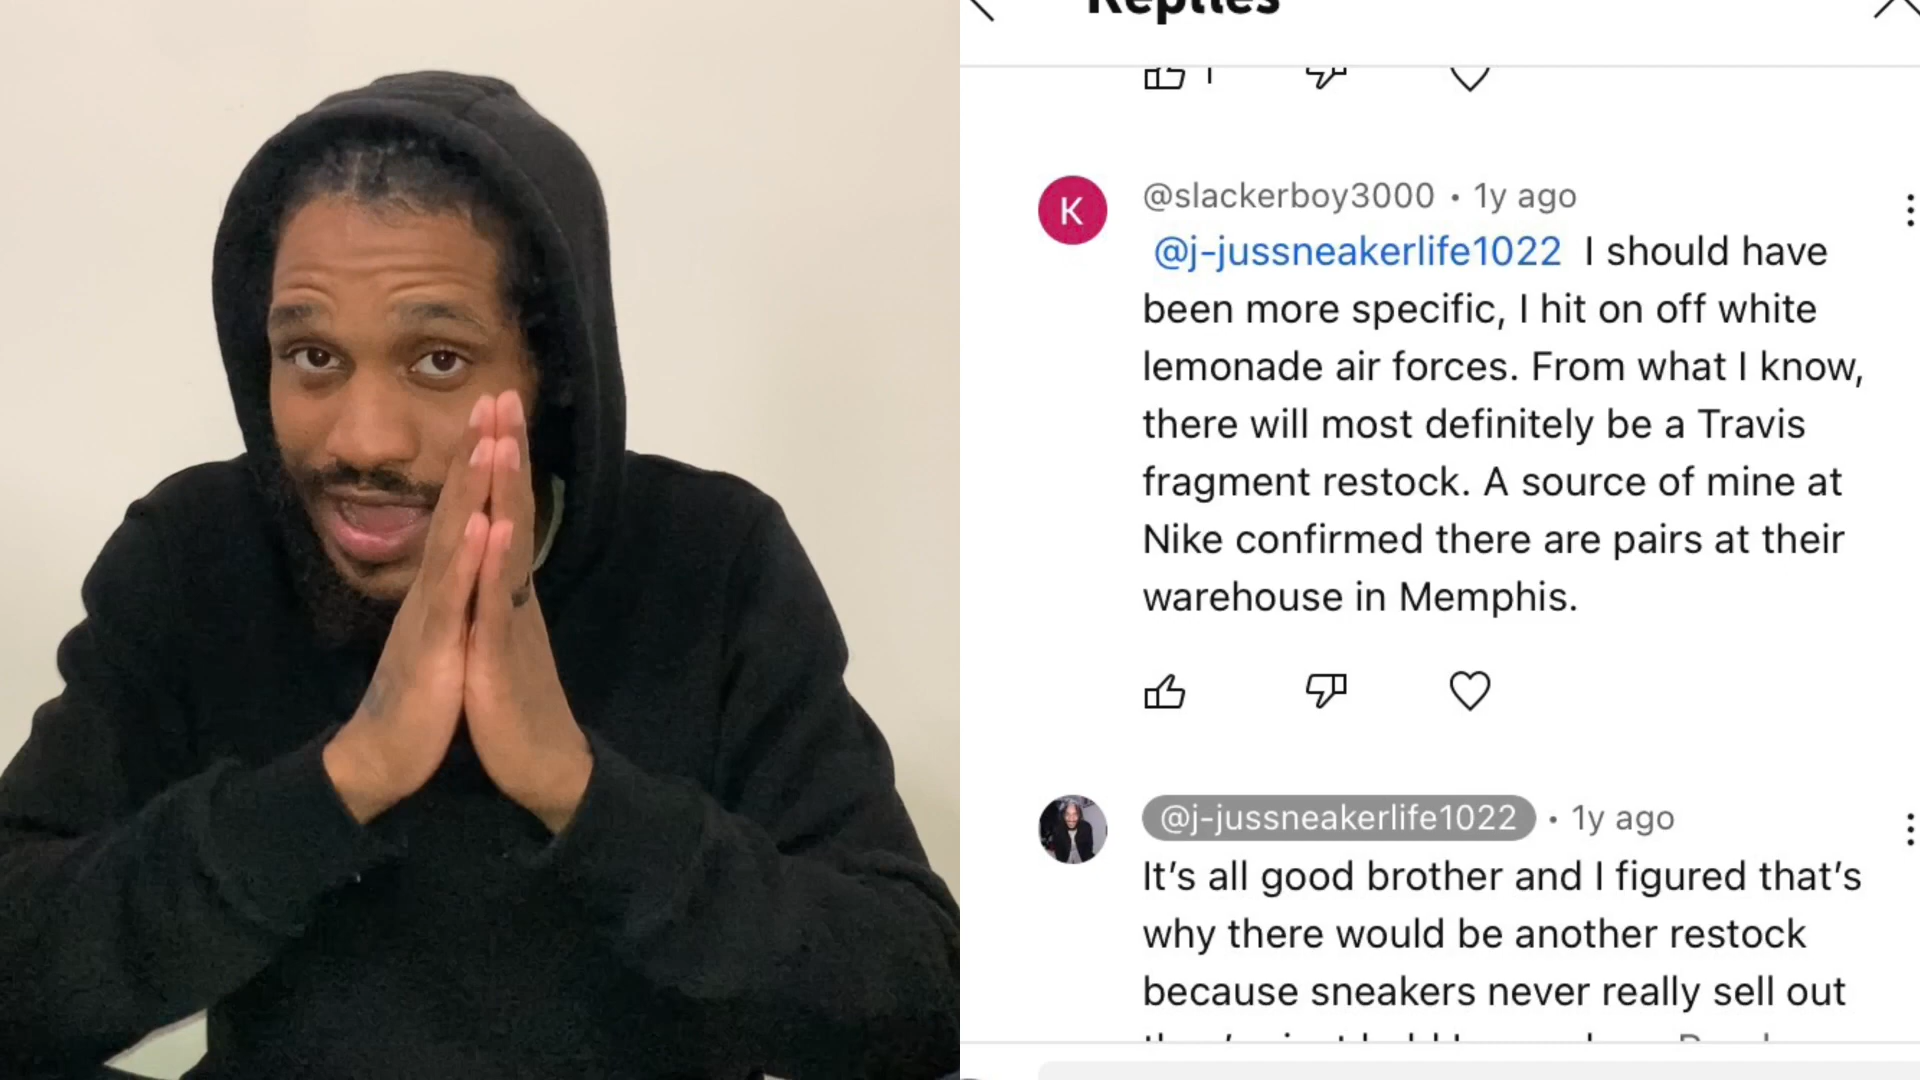 Replies
1
K
@slackerboy3000 • 1y ago
@j-jussneakerlife1022 I should have
been more specific, I hit on off white
lemonade air forces. From what I know,
there will most definitely be a Travis
fragment restock. A source of mine at
Nike confirmed there are pairs at their
warehouse in Memphis.
@j-jussneakerlife1022 • 1y ago
It’s all good brother and I figured that’s
why there would be another restock
because sneakers never really sell out